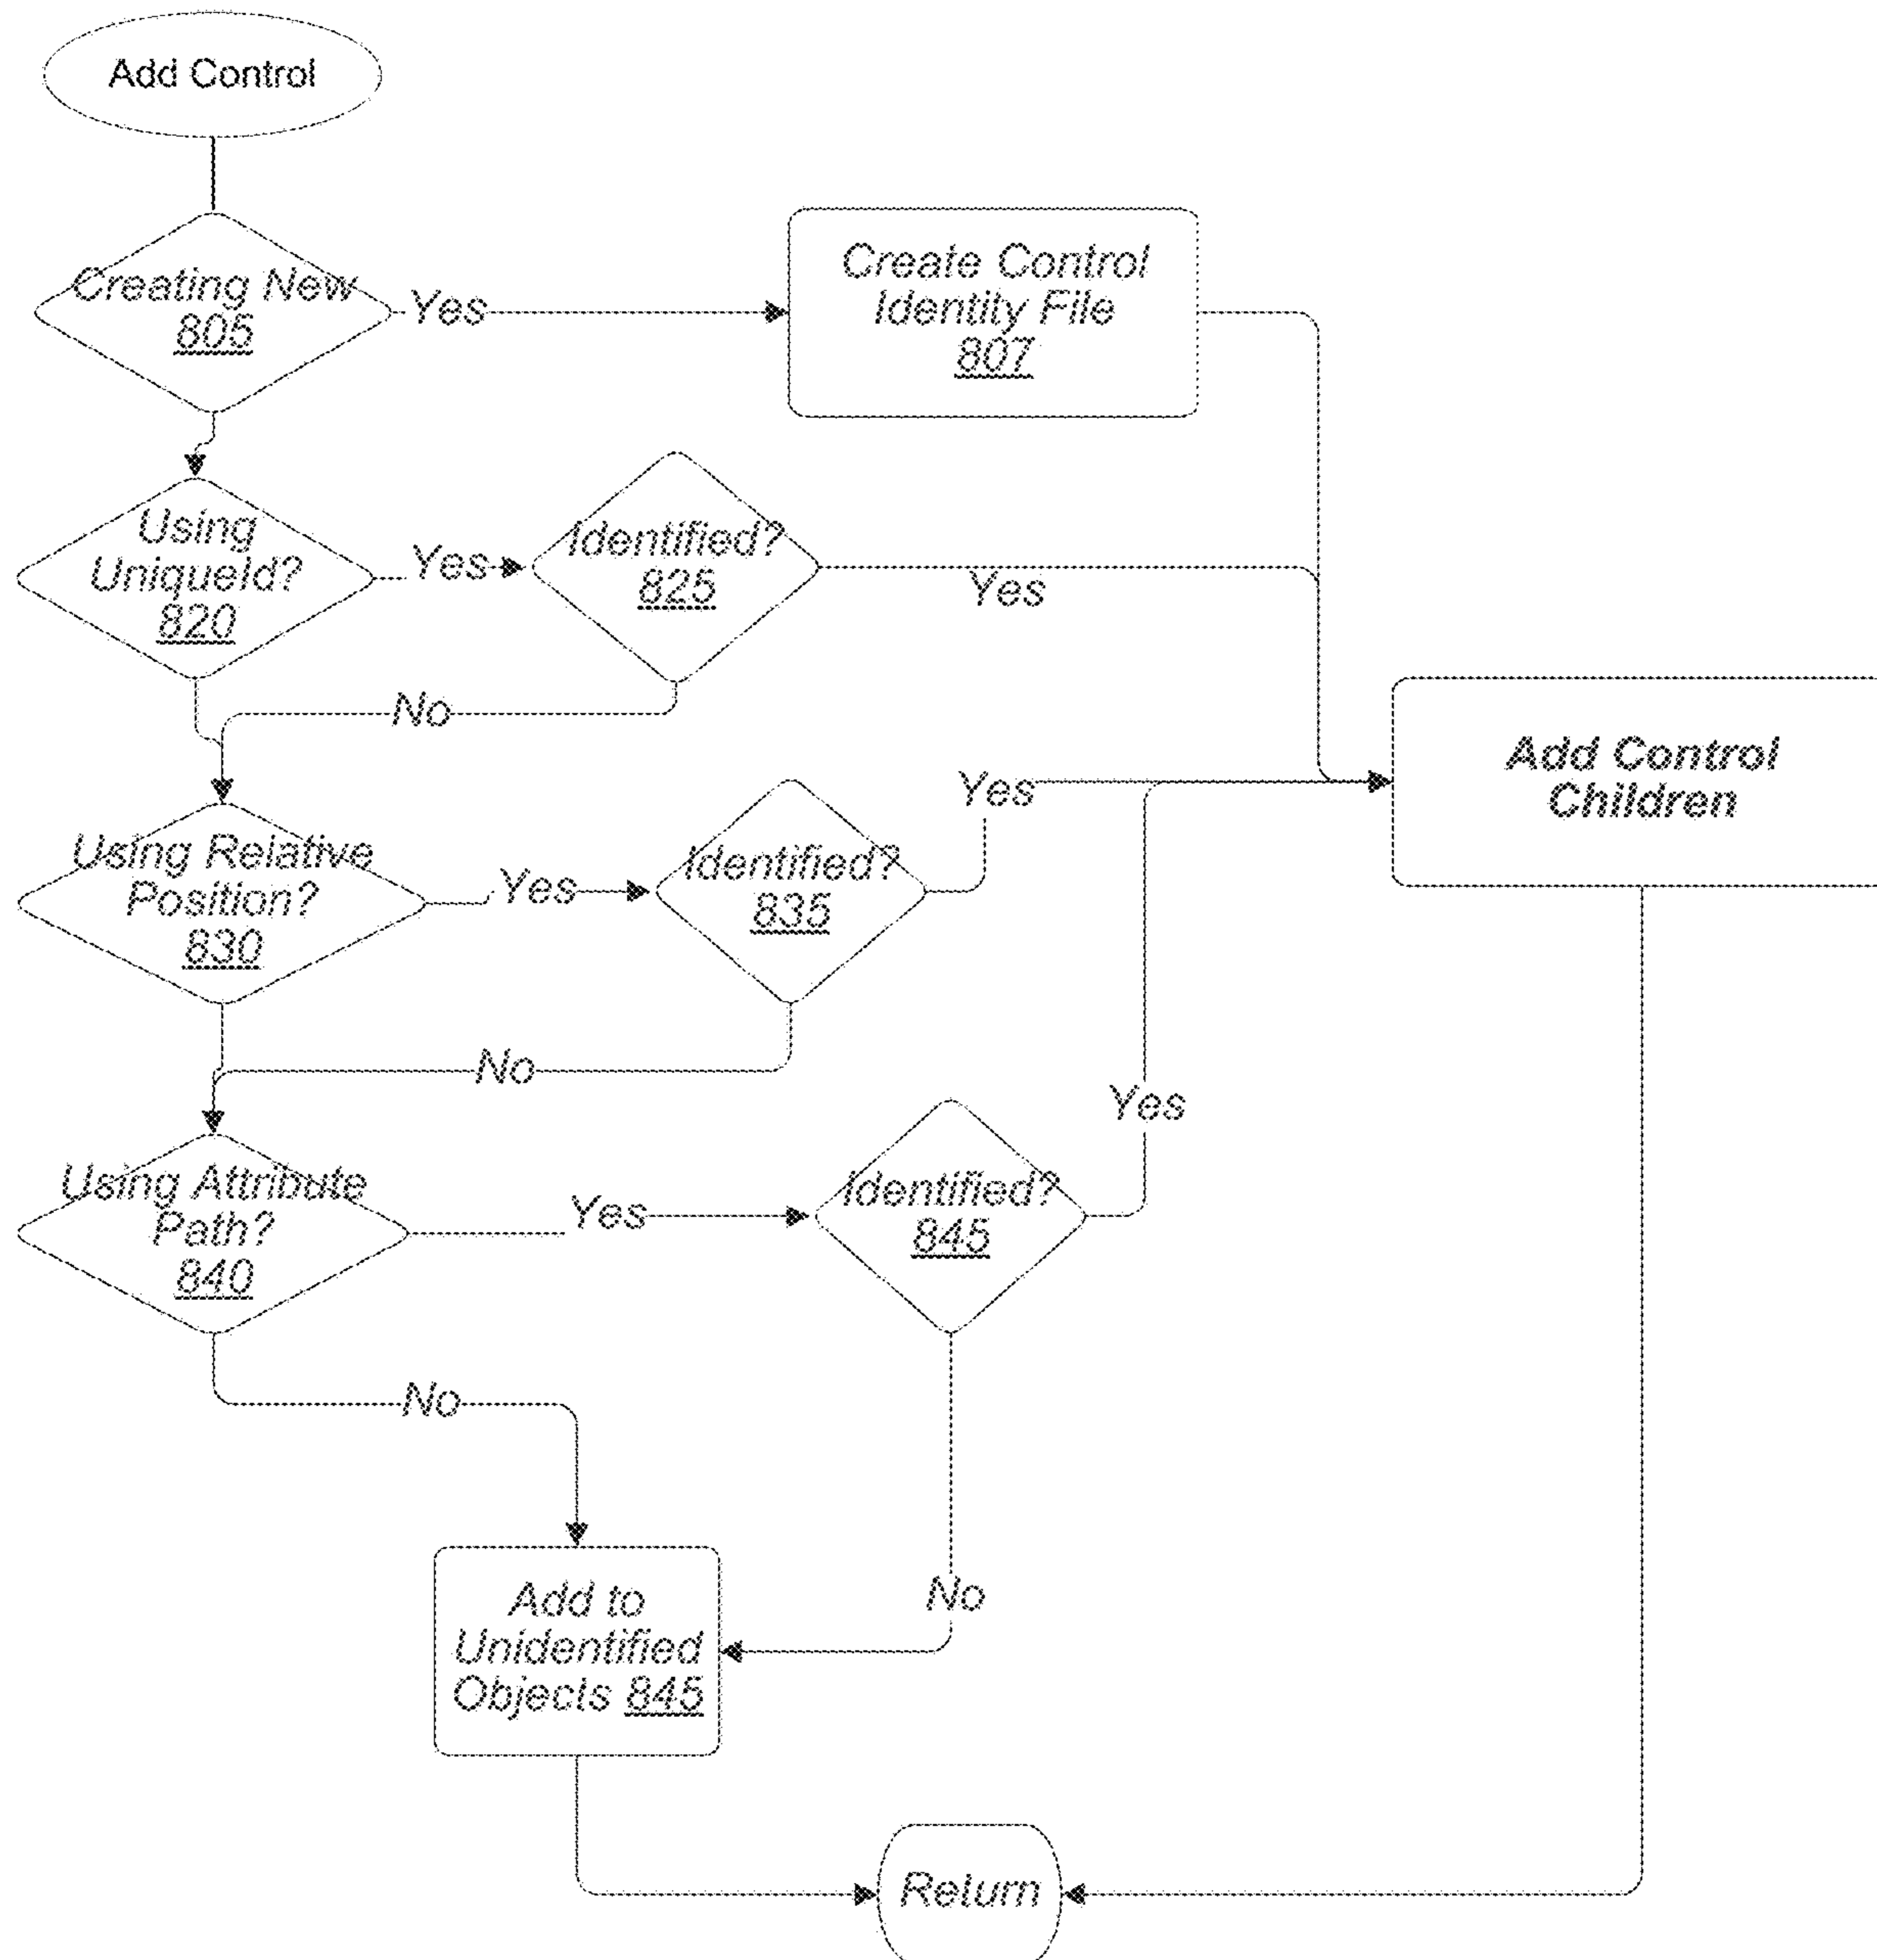 Add Control
Creating New
805
Yes
Create Control
Identity File
807
Using
UniqueId?
820
Yes
Identified?
825
Yes
No
Add Control
Children
Using Relative
Position?
830
Yes
Identified?
835
Yes
No
Using Attribute
Path?
840
Yes
Identified?
845
Yes
No
No
Add to
Unidentified
Objects 845
Return